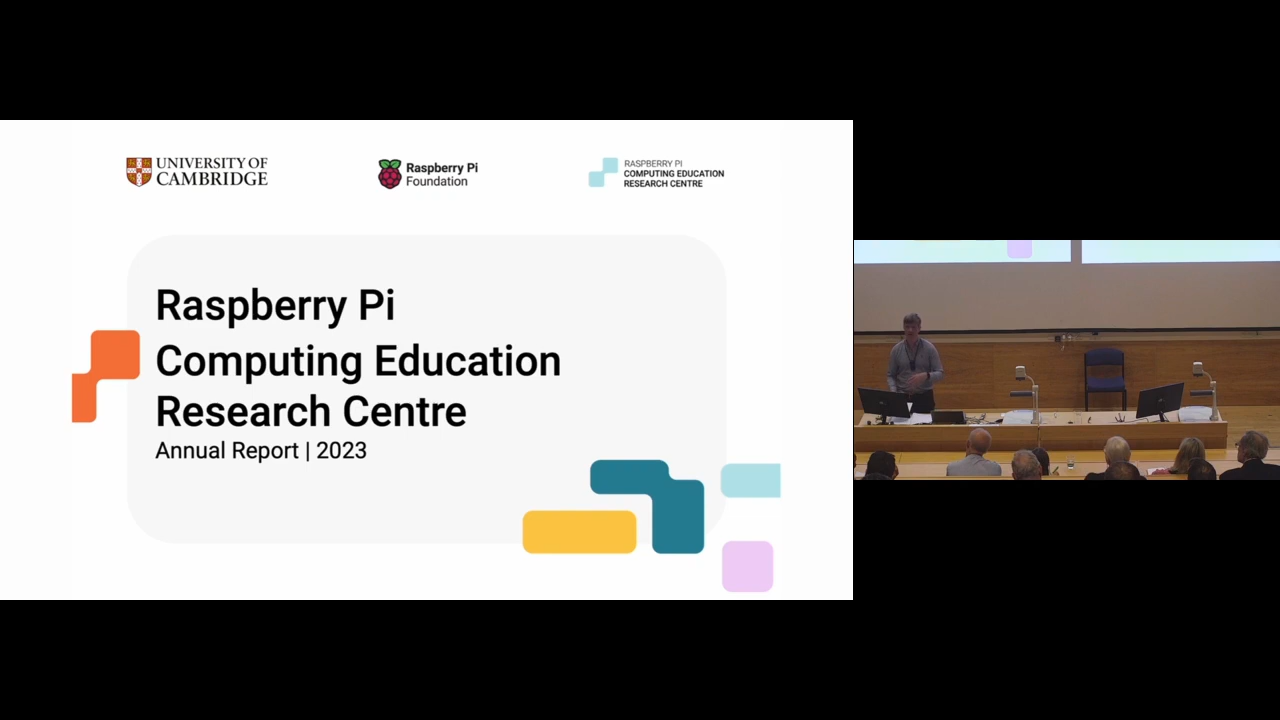 UNIVERSITY OF
CAMBRIDGE
Raspberry Pi
Foundation
RASPBERRY PI
COMPUTING EDUCATION
RESEARCH CENTRE
Raspberry Pi
Computing Education
Research Centre
Annual Report | 2023